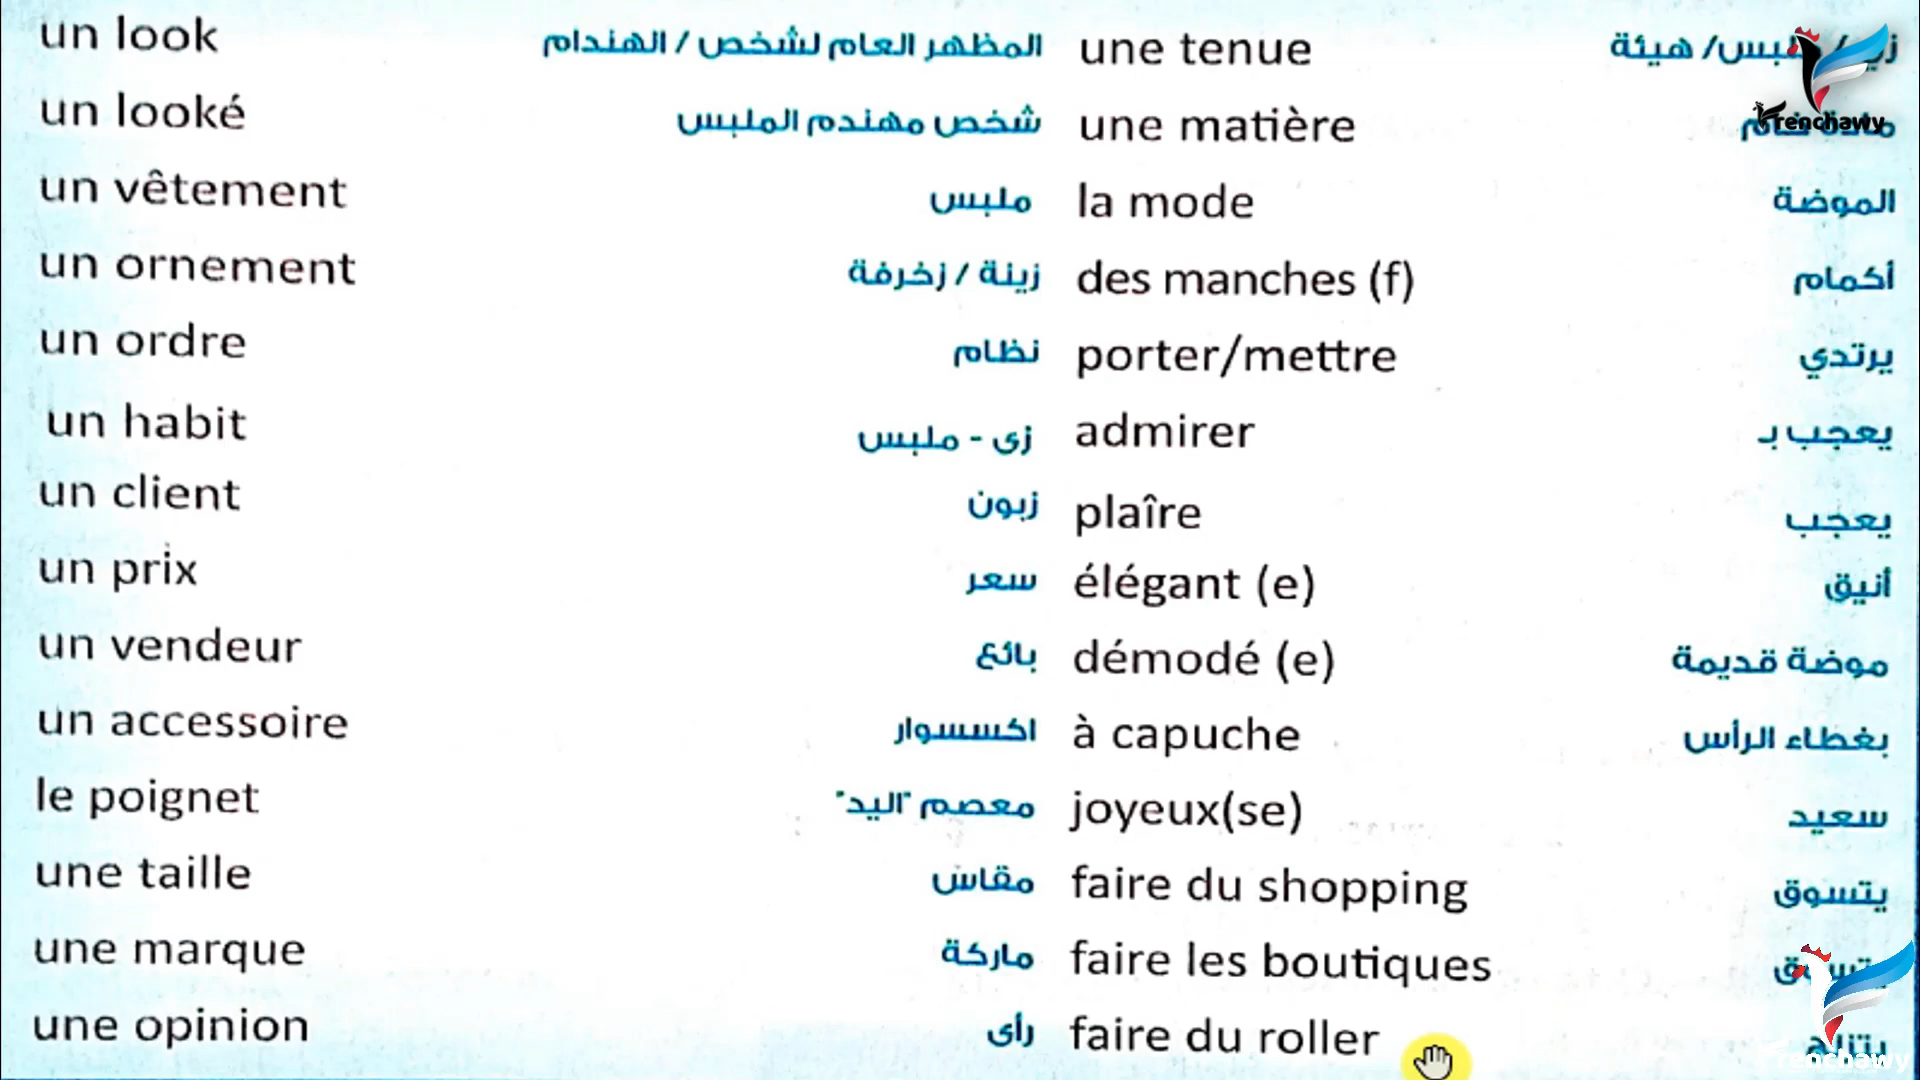 un look المظهر العام لشخص / الهندام
un looké شخص مهندم الملبس
un vêtement ملبس
un ornement زينة / زخرفة
un ordre نظام
un habit زى - ملبس
un client زبون
un prix سعر
un vendeur بائع
un accessoire اكسسوار
le poignet معصم "اليد"
une taille مقاس
une marque ماركة
une opinion رأى
une tenue هيئة
une matière
la mode الموضة
des manches (f) أكمام
porter/mettre يرتدي
admirer يعجب بـ
plaîre يعجب
élégant (e) أنيق
démodé (e) موضة قديمة
à capuche بغطاء الرأس
joyeux(se) سعيد
faire du shopping يتسوق
faire les boutiques
faire du roller
Frenchawy
Frenchawy